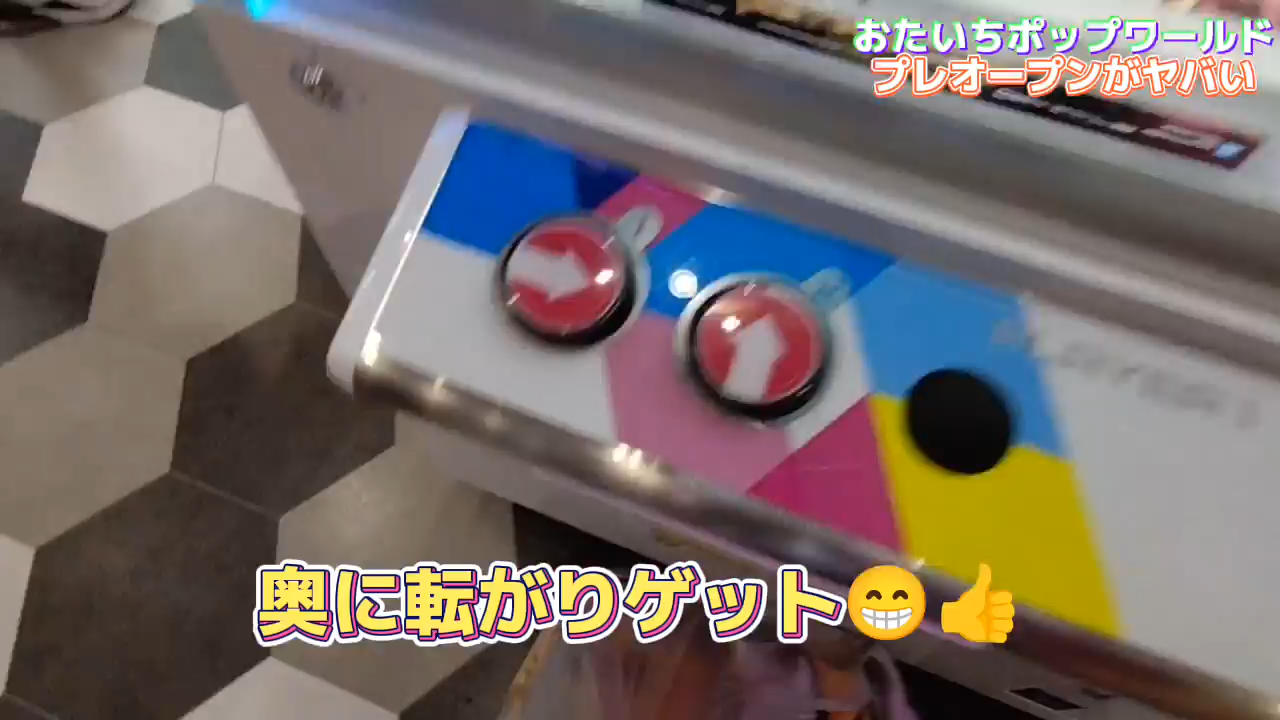 おたいちポップワールド
プレオープンがヤバい
奥に転がりゲット😁👍